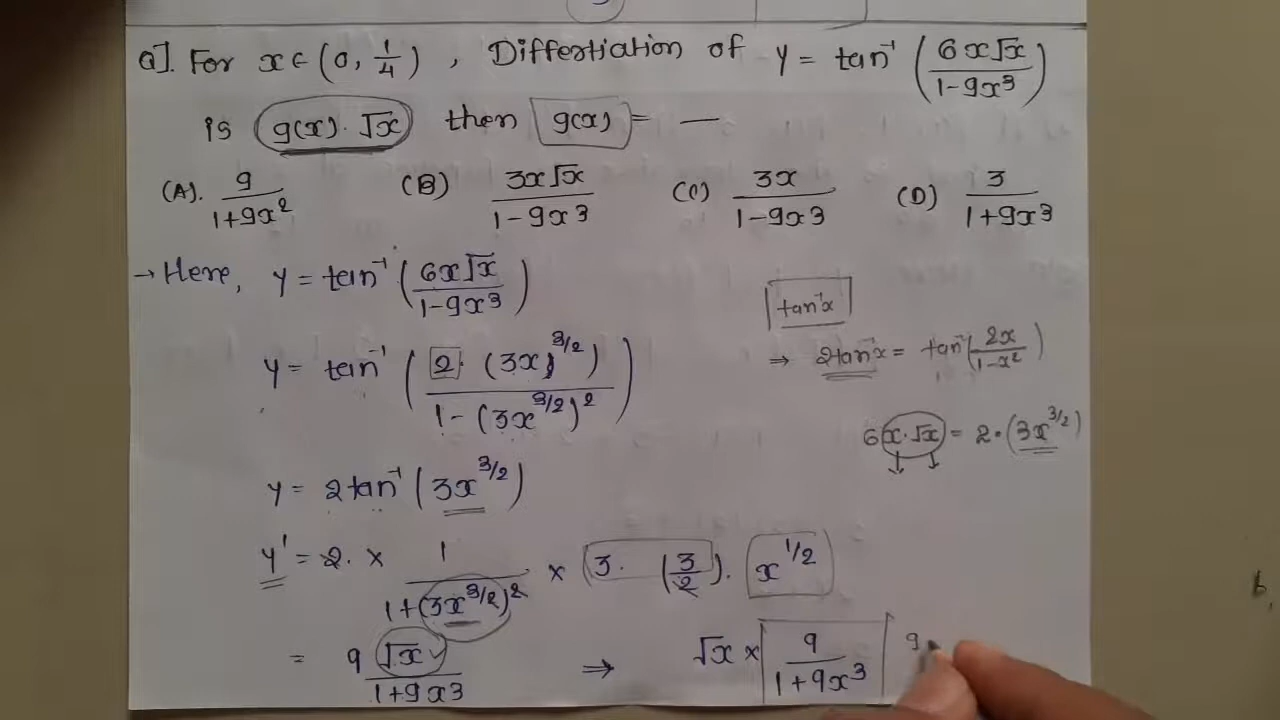 Q]. For x ∈ (0, 1/4), Differtiation of y = tan⁻¹ (6x√x / 1-9x³)
is g(x)·√x then g(x) = —
(A). 9 / 1+9x² (B) 3x√x / 1-9x3 (C) 3x / 1-9x3 (D) 3 / 1+9x³
→ Here, y = tan⁻¹ (6x√x / 1-9x³)
tan⁻¹x
y = tan⁻¹ (2· (3x)^3/2) / 1-(3x^3/2)²)
⇒ 2tan⁻¹x = tan⁻¹(2x / 1-x²)
6x·√x = 2·(3x^3/2)
y = 2tan⁻¹ (3x^3/2)
y' = 2· × 1 / 1+(3x^3/2)² × 3· (3/2)· x^1/2
= 9√x / 1+9x3 ⇒ √x × 9 / 1+9x³ g